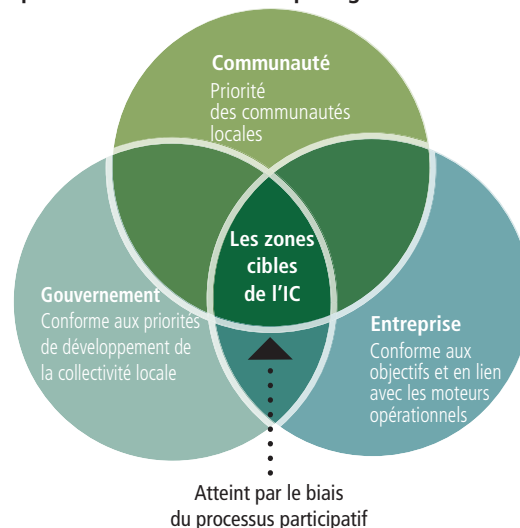 Communauté
Priorité
des communautés
locales
Les zones
cibles
de l'IC
Gouvernement
Conforme aux priorités
de développement de
la collectivité locale
Entreprise
Conforme aux
objectifs et en lien
avec les moteurs
opérationnels
Atteint par le biais
du processus participatif